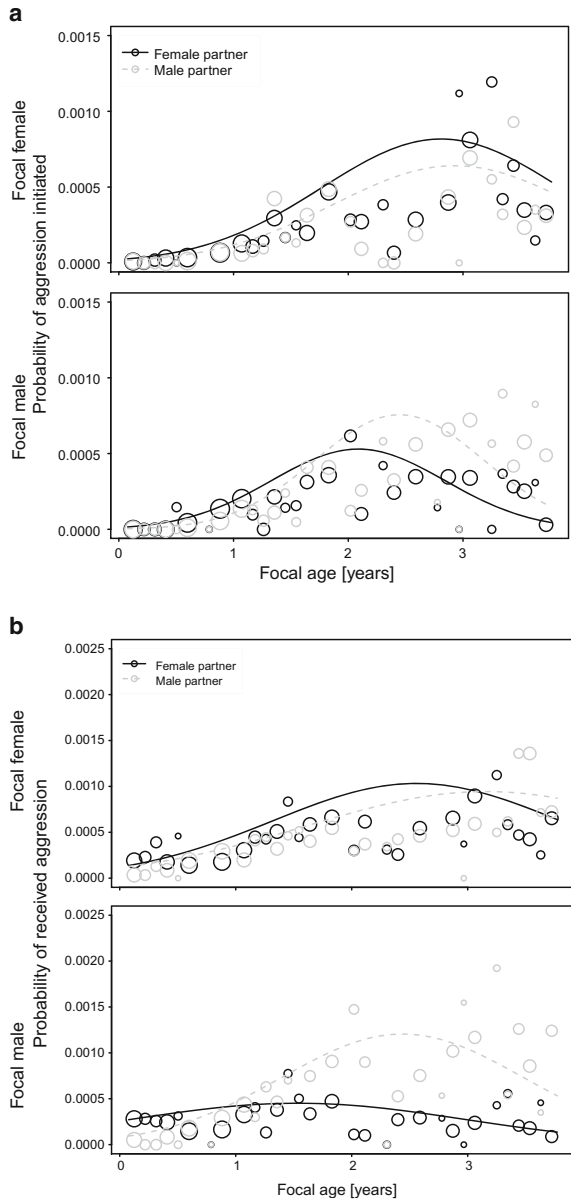 a
0.0015
0.0010
0.0005
0.0000
Female partner
Male partner
Focal female
Probability of aggression initiated
Focal male
0.0015
0.0010
0.0005
0.0000
0 1 2 3
Focal age [years]
b
0.0025
0.0020
0.0015
0.0010
0.0005
0.0000
Female partner
Male partner
Focal female
Probability of received aggression
Focal male
0.0025
0.0020
0.0015
0.0010
0.0005
0.0000
0 1 2 3
Focal age [years]